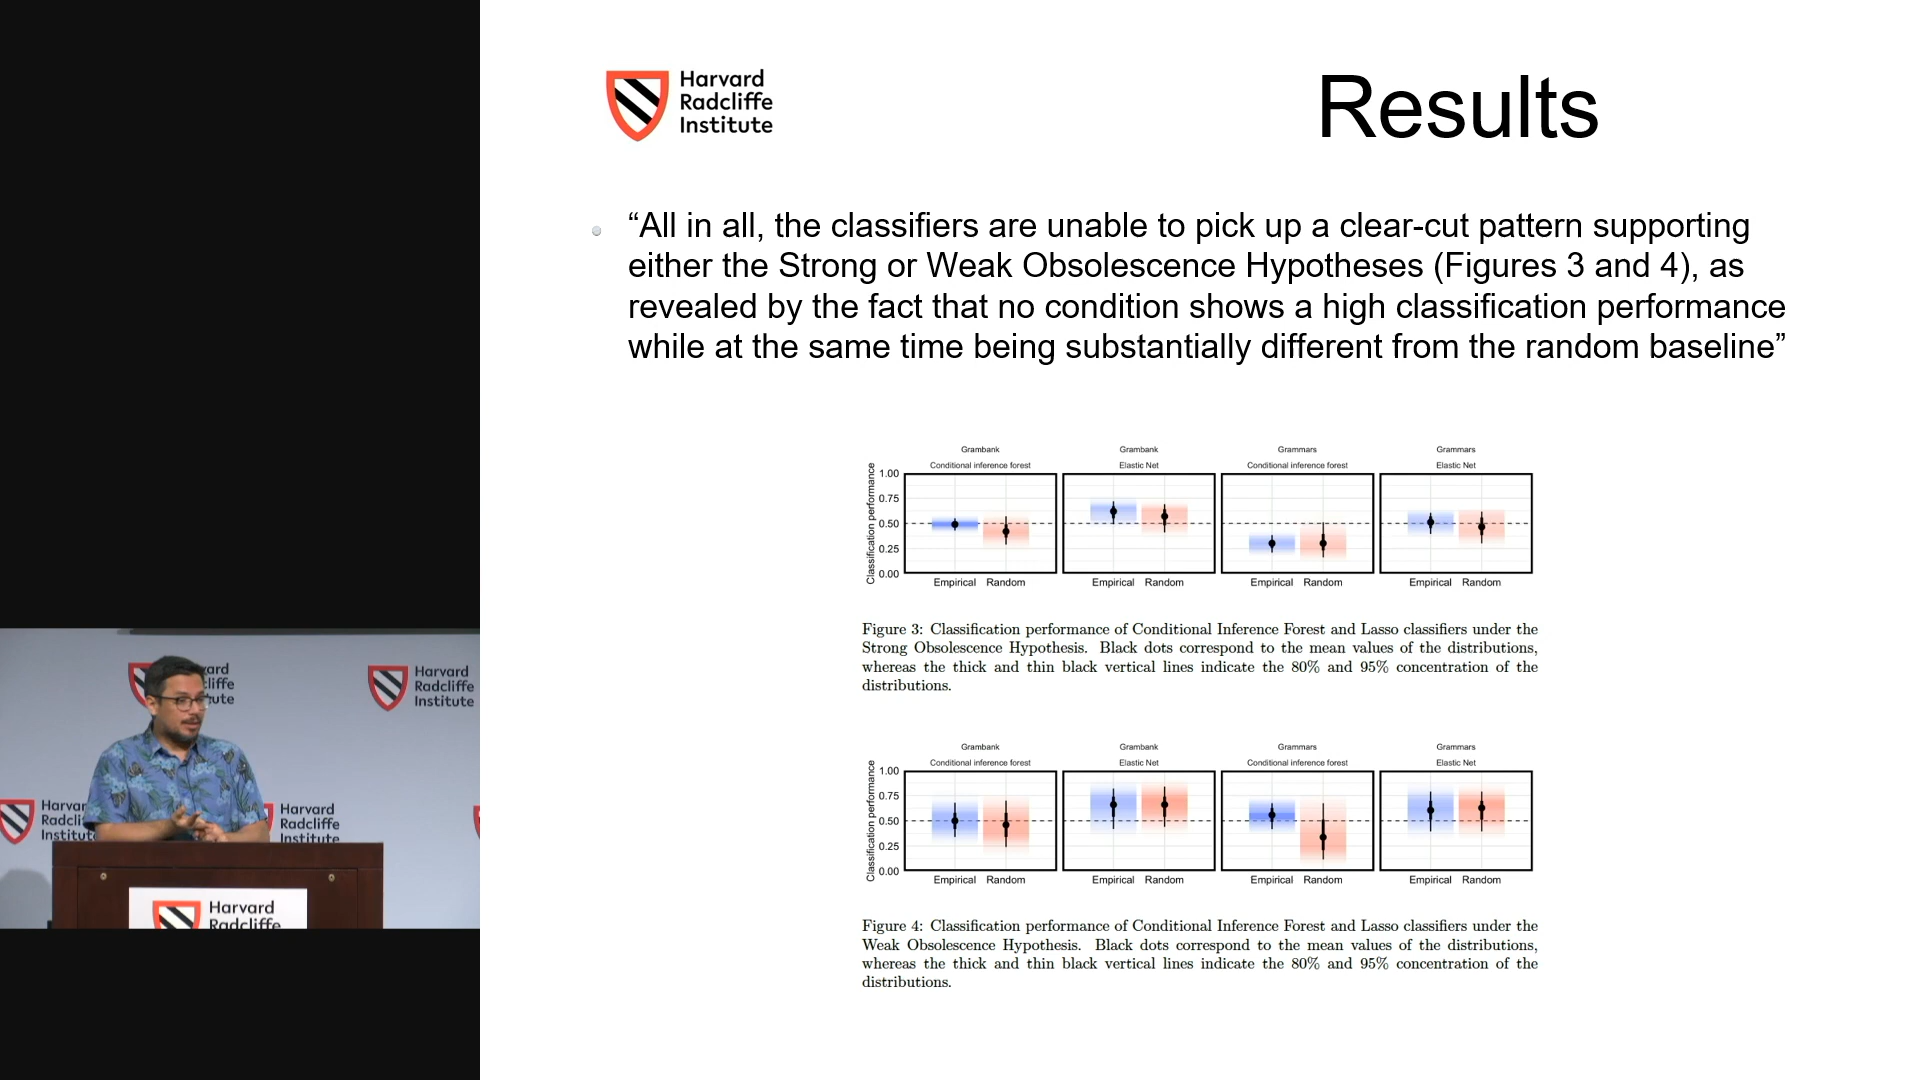 Harvard
Radcliffe
Institute
Results
“All in all, the classifiers are unable to pick up a clear-cut pattern supporting
either the Strong or Weak Obsolescence Hypotheses (Figures 3 and 4), as
revealed by the fact that no condition shows a high classification performance
while at the same time being substantially different from the random baseline”
Grambank
Grambank
Grammars
Grammars
Conditional inference forest
Elastic Net
Conditional inference forest
Elastic Net
Classification performance
1.00
0.75
0.50
0.25
0.00
Empirical Random
Empirical Random
Empirical Random
Empirical Random
Figure 3: Classification performance of Conditional Inference Forest and Lasso classifiers under the
Strong Obsolescence Hypothesis. Black dots correspond to the mean values of the distributions,
whereas the thick and thin black vertical lines indicate the 80% and 95% concentration of the
distributions.
Grambank
Grambank
Grammars
Grammars
Conditional inference forest
Elastic Net
Conditional inference forest
Elastic Net
Classification performance
1.00
0.75
0.50
0.25
0.00
Empirical Random
Empirical Random
Empirical Random
Empirical Random
Figure 4: Classification performance of Conditional Inference Forest and Lasso classifiers under the
Weak Obsolescence Hypothesis. Black dots correspond to the mean values of the distributions,
whereas the thick and thin black vertical lines indicate the 80% and 95% concentration of the
distributions.
Harvard
Radcliffe
Institute
Harvard
Radcliffe
Institute
Harvard
Radcliffe